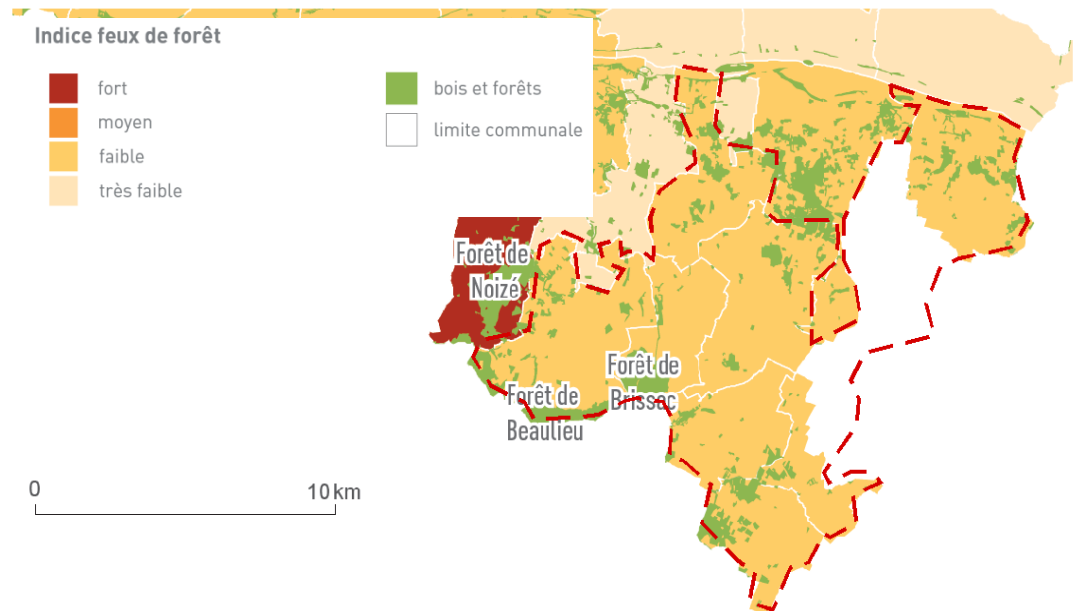 Indice feux de forêt
fort
moyen
faible
très faible
bois et forêts
limite communale
Forêt de
Noizé
Forêt de
Brissac
Forêt de
Beaulieu
0
10 km